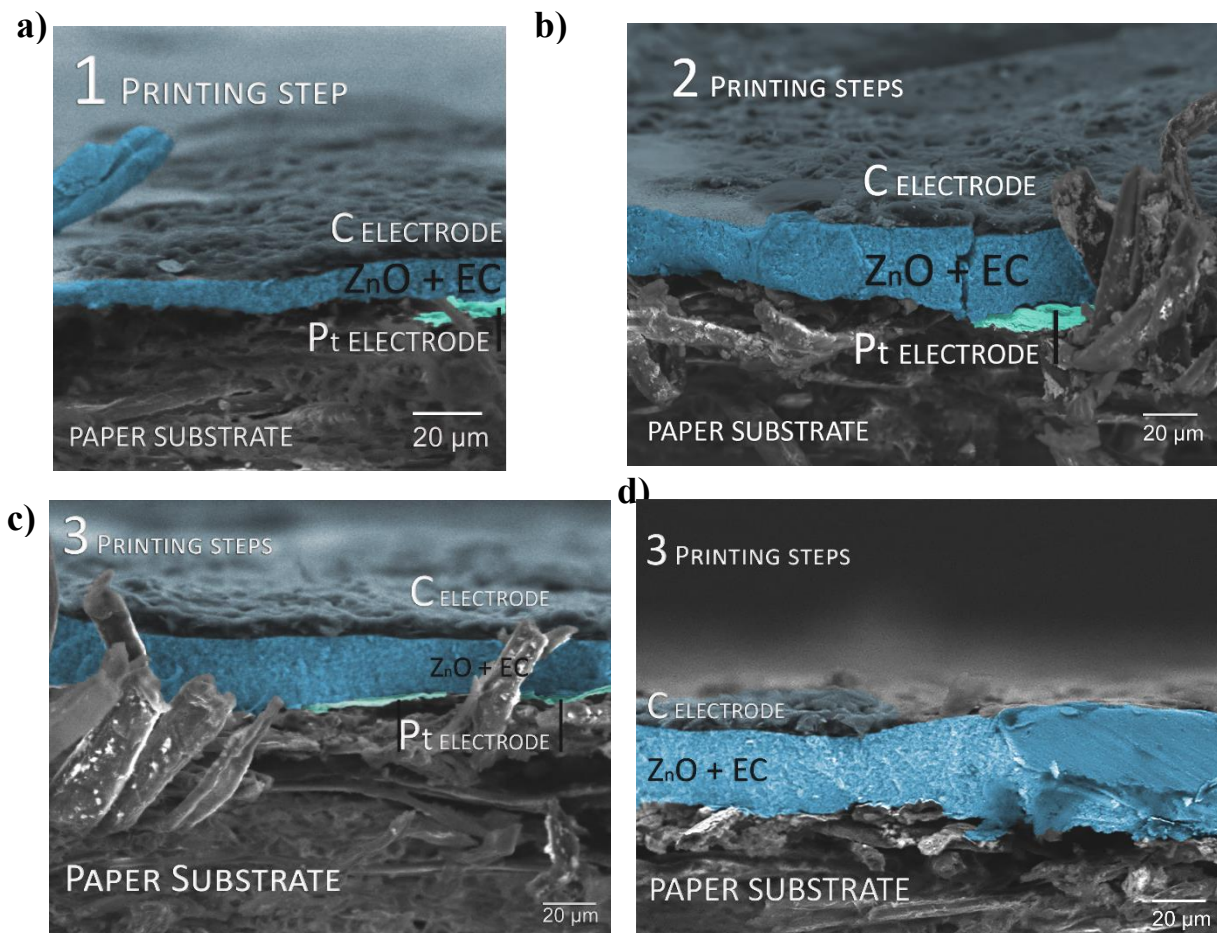 a)
1 PRINTING STEP
C ELECTRODE
ZnO + EC
Pt ELECTRODE
PAPER SUBSTRATE
20 µm
b)
2 PRINTING STEPS
C ELECTRODE
ZnO + EC
Pt ELECTRODE
PAPER SUBSTRATE
20 µm
c)
3 PRINTING STEPS
C ELECTRODE
ZnO + EC
Pt ELECTRODE
PAPER SUBSTRATE
20 µm
d)
3 PRINTING STEPS
C ELECTRODE
ZnO + EC
PAPER SUBSTRATE
20 µm